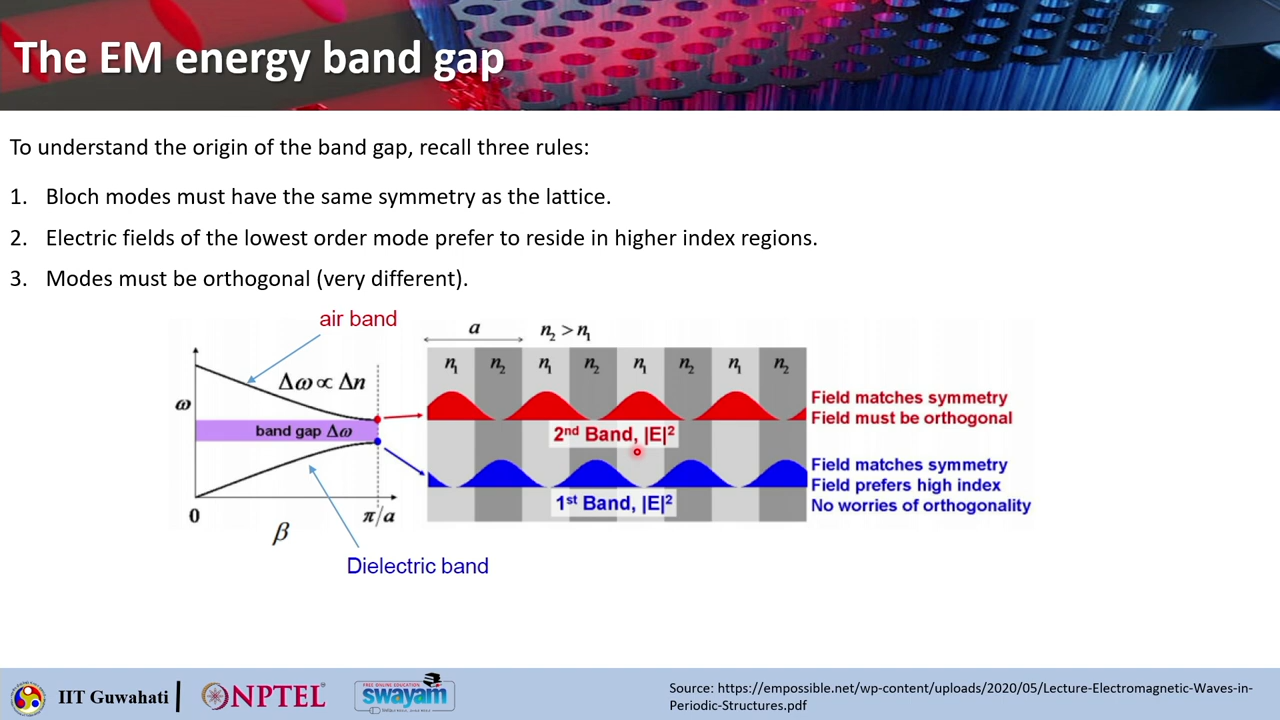 The EM energy band gap
To understand the origin of the band gap, recall three rules:
1. Bloch modes must have the same symmetry as the lattice.
2. Electric fields of the lowest order mode prefer to reside in higher index regions.
3. Modes must be orthogonal (very different).
air band
a
n₂ > n₁
n₁ n₂ n₁ n₂ n₁ n₂ n₁ n₂
Δω ∝ Δn
ω
band gap Δω
2nd Band, |E|²
Field matches symmetry
Field must be orthogonal
1st Band, |E|²
Field matches symmetry
Field prefers high index
No worries of orthogonality
0
π/a
β
Dielectric band
IIT Guwahati
NPTEL
FREE ONLINE EDUCATION
swayam
Source: https://empossible.net/wp-content/uploads/2020/05/Lecture-Electromagnetic-Waves-in-
Periodic-Structures.pdf